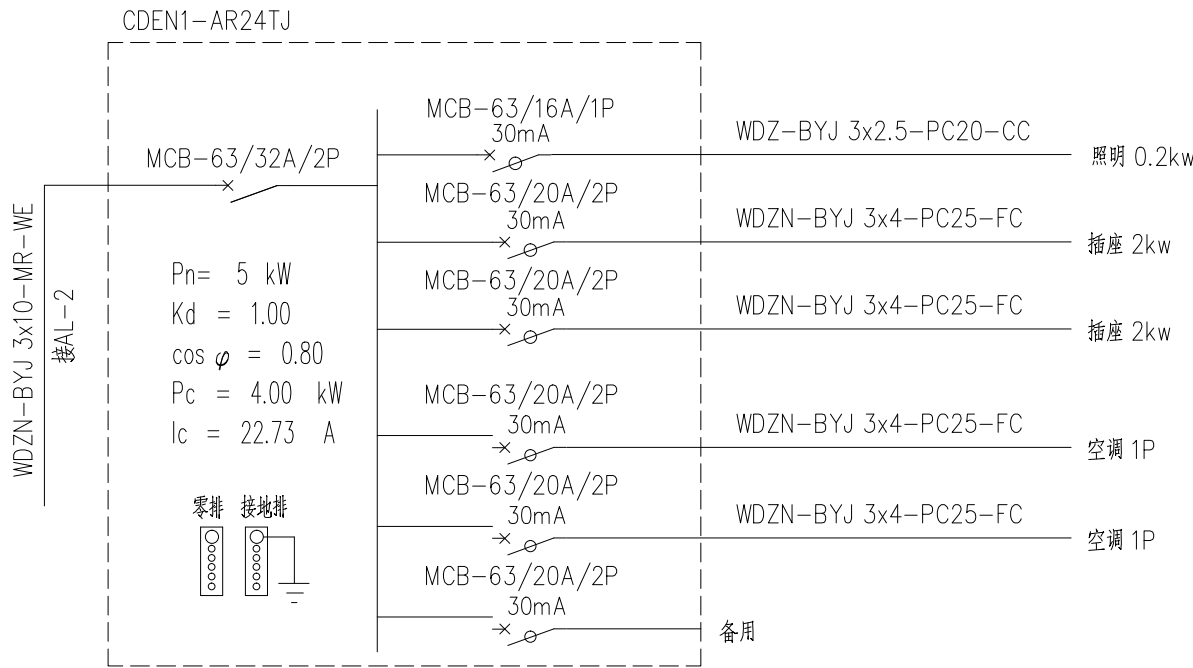 CDEN1-AR24TJ
WDZN-BYJ 3x10-MR-WE
接AL-2
MCB-63/32A/2P
Pn= 5 kW
Kd = 1.00
cos φ = 0.80
Pc = 4.00 kW
Ic = 22.73 A
零排 接地排
MCB-63/16A/1P
30mA
WDZ-BYJ 3x2.5-PC20-CC
照明 0.2kw
MCB-63/20A/2P
30mA
WDZN-BYJ 3x4-PC25-FC
插座 2kw
MCB-63/20A/2P
30mA
WDZN-BYJ 3x4-PC25-FC
插座 2kw
MCB-63/20A/2P
30mA
WDZN-BYJ 3x4-PC25-FC
空调 1P
MCB-63/20A/2P
30mA
WDZN-BYJ 3x4-PC25-FC
空调 1P
MCB-63/20A/2P
30mA
备用